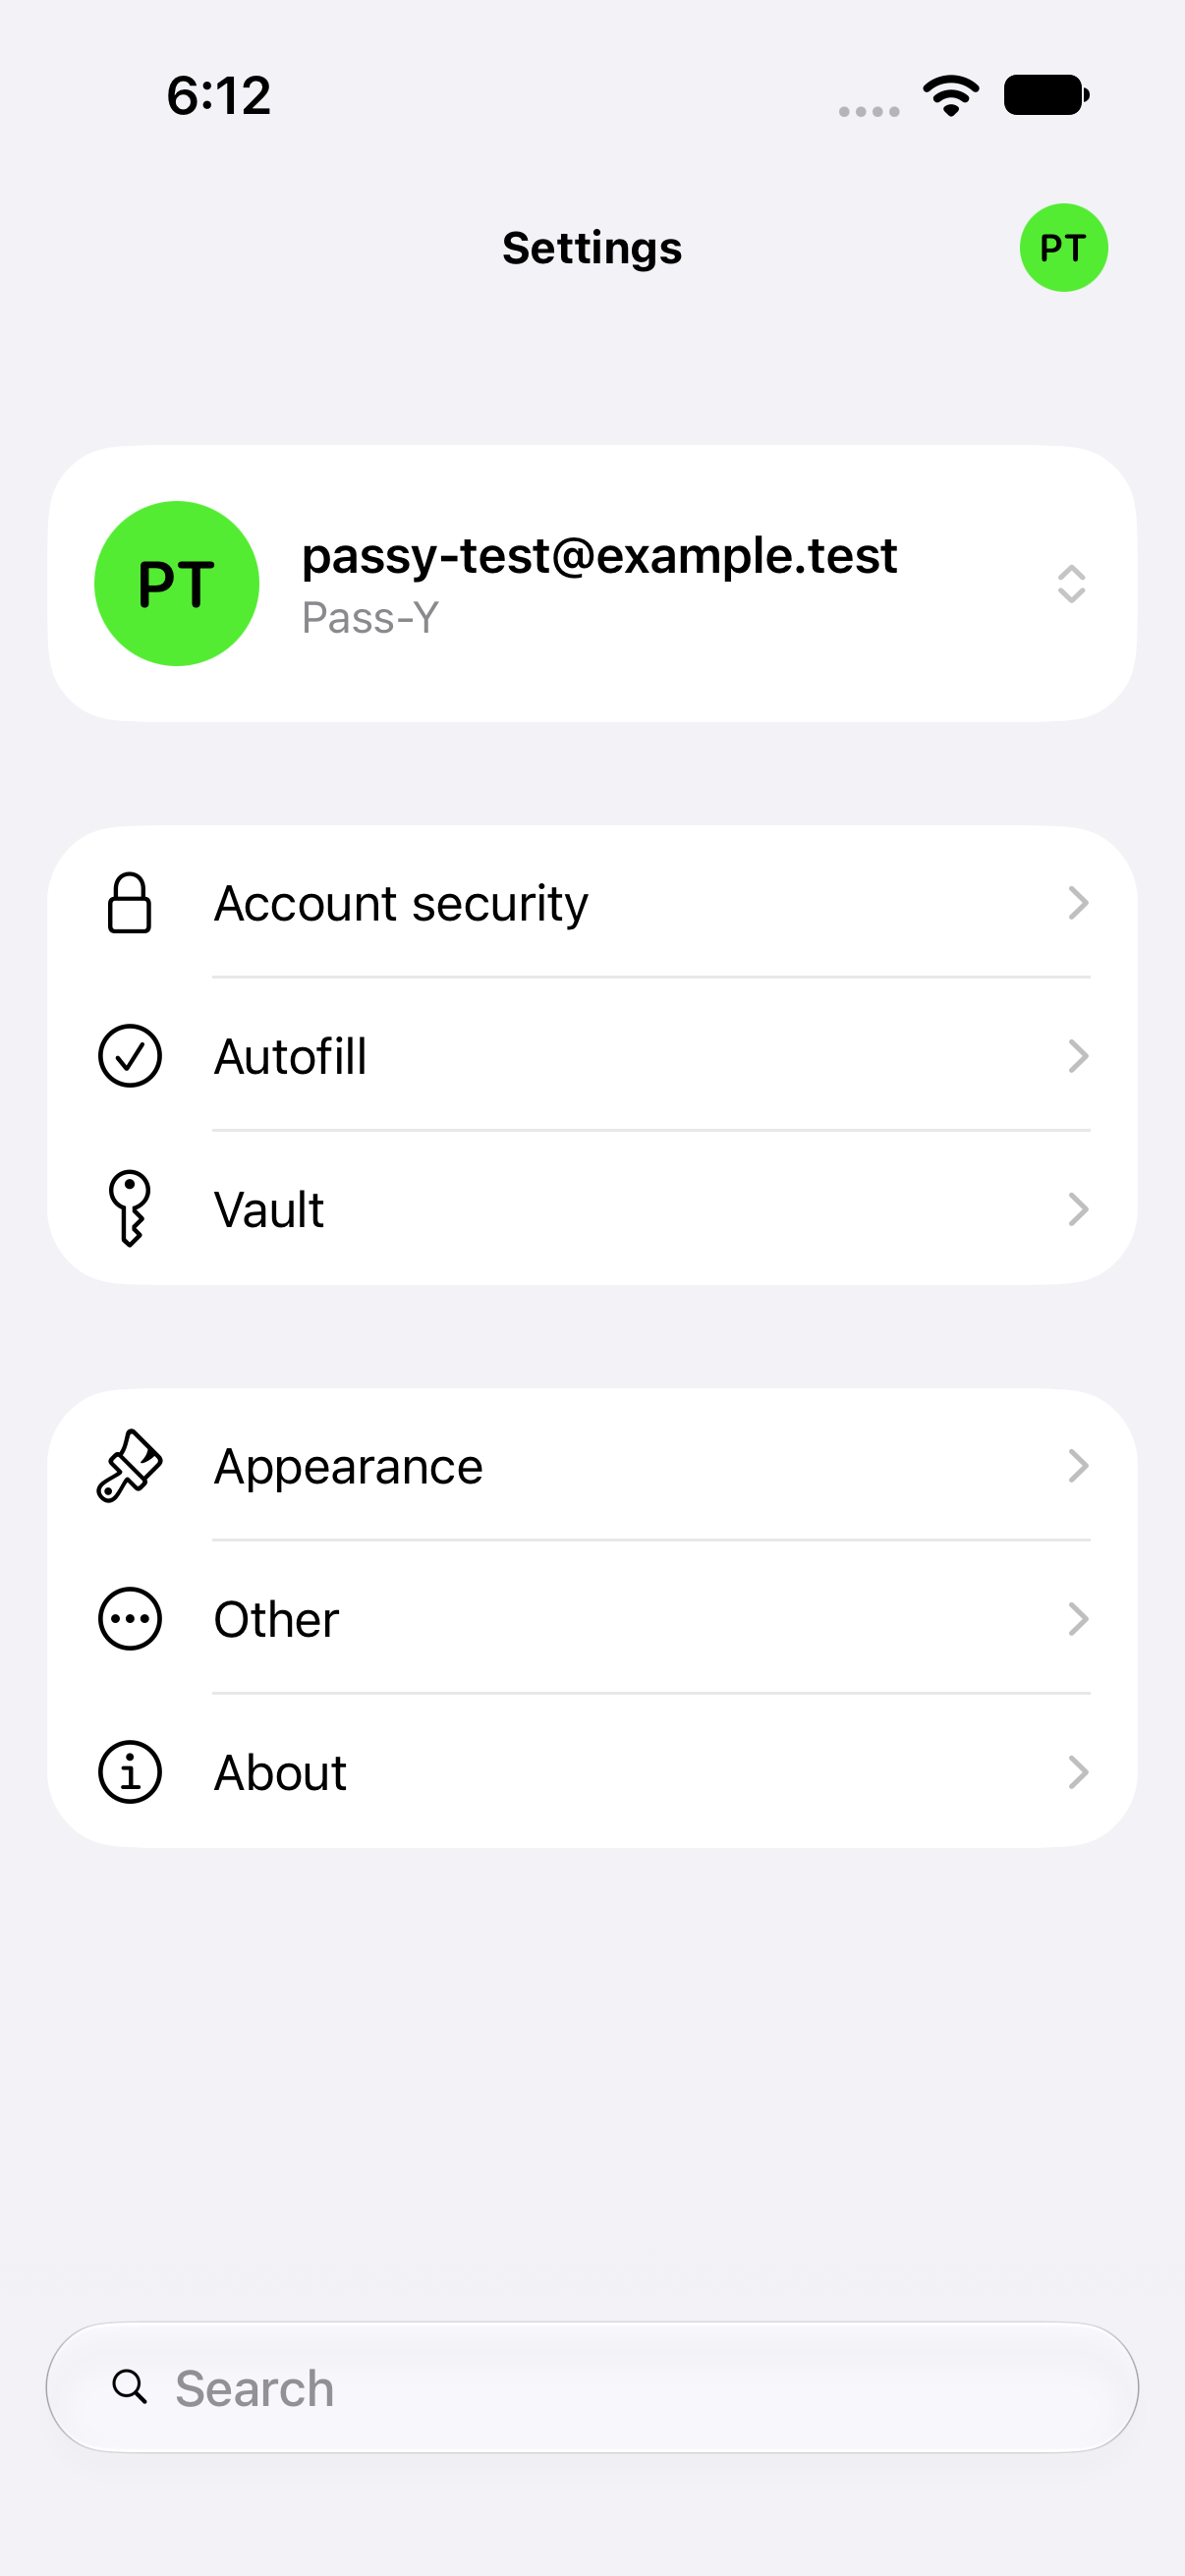 6:12
Settings
PT
PT
passy-test@example.test
Pass-Y
Account security
Autofill
Vault
Appearance
Other
About
Search